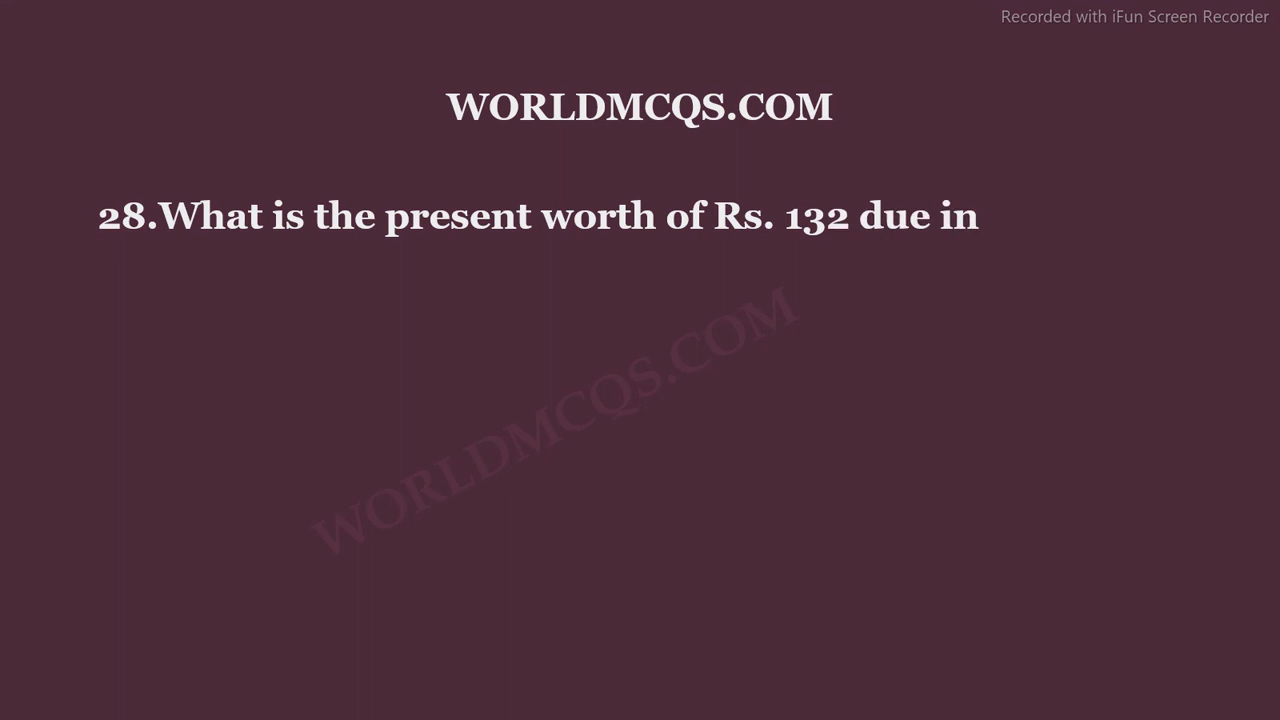 Recorded with iFun Screen Recorder
WORLDMCQS.COM
28.What is the present worth of Rs. 132 due in
WORLDMCQS.COM